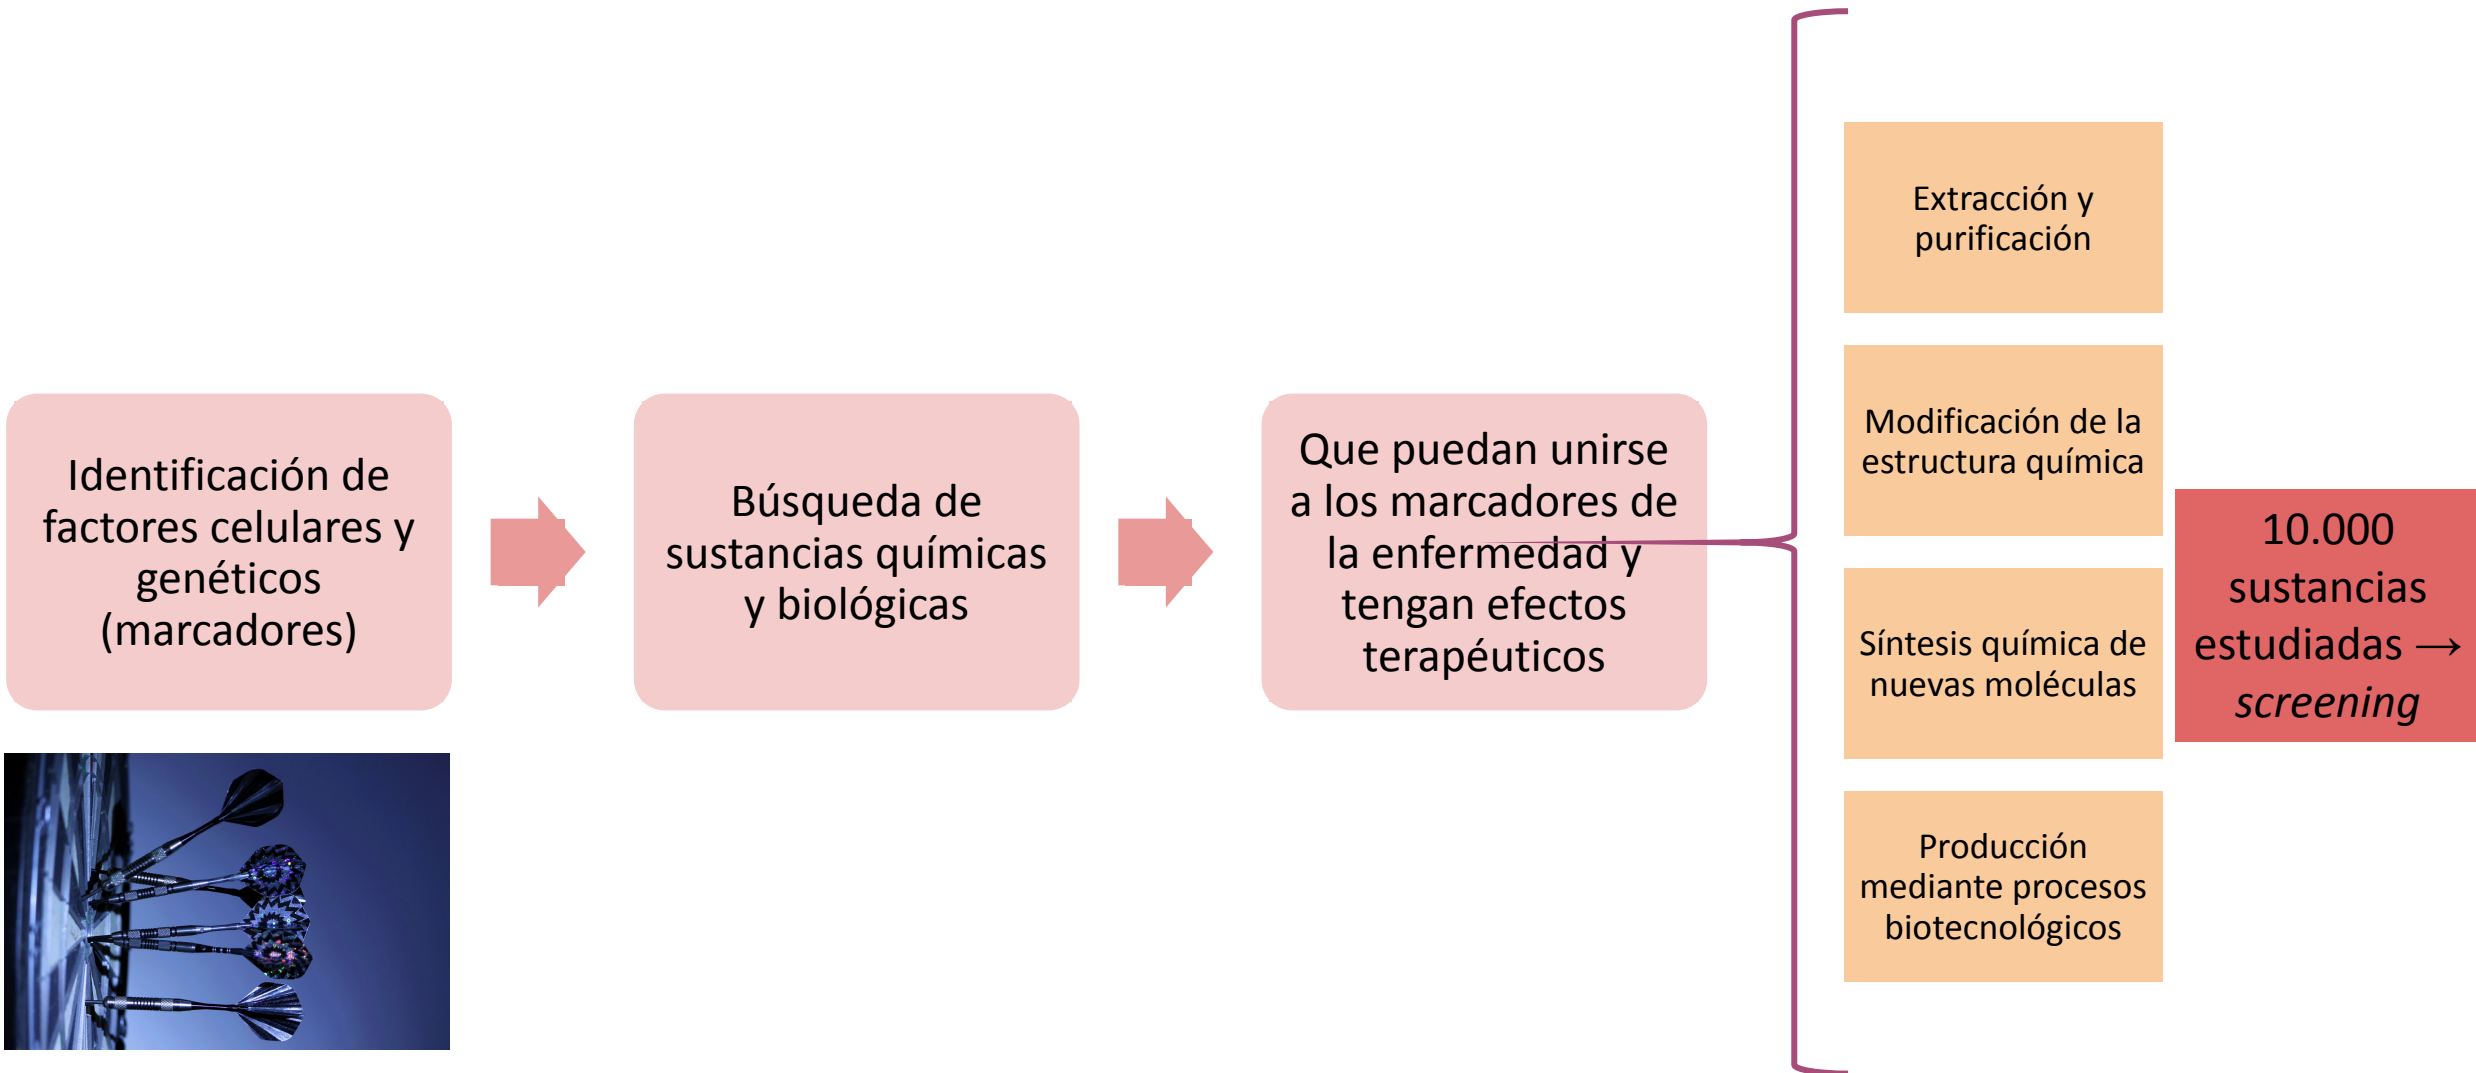 Identificación de
factores celulares y
genéticos
(marcadores)
Búsqueda de
sustancias químicas
y biológicas
Que puedan unirse
a los marcadores de
la enfermedad y
tengan efectos
terapéuticos
Extracción y
purificación
Modificación de la
estructura química
Síntesis química de
nuevas moléculas
Producción
mediante procesos
biotecnológicos
10.000
sustancias
estudiadas →
screening